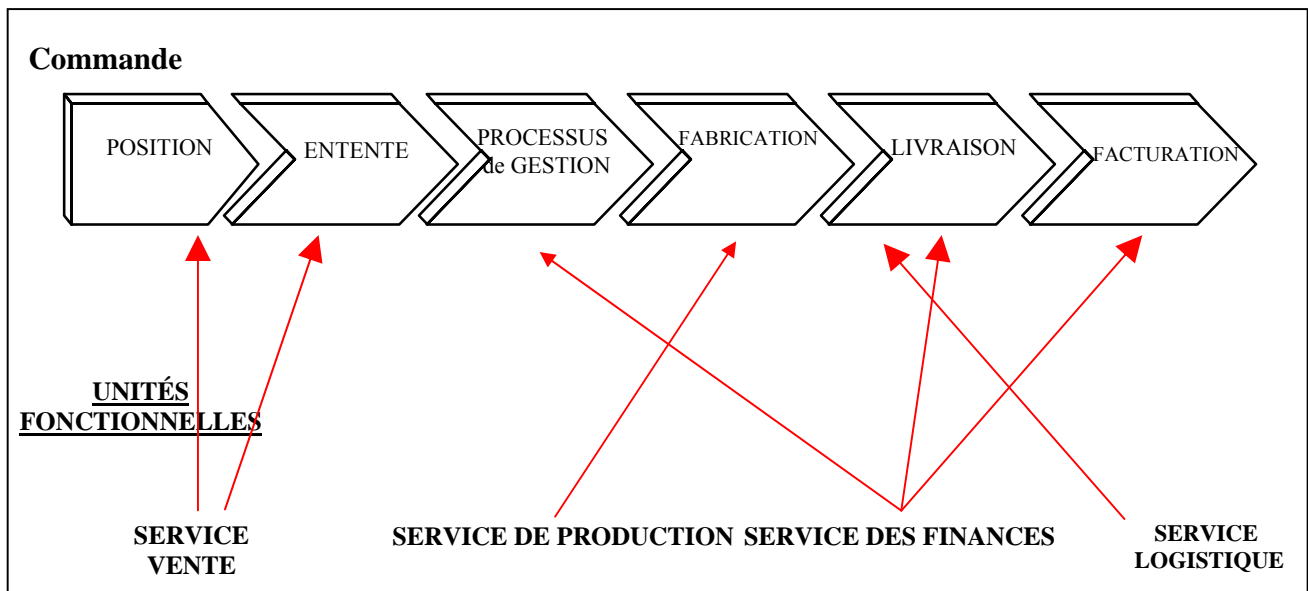 Commande
POSITION
ENTENTE
PROCESSUS
de GESTION
FABRICATION
LIVRAISON
FACTURATION
UNITÉS
FONCTIONNELLES
SERVICE
VENTE
SERVICE DE PRODUCTION
SERVICE DES FINANCES
SERVICE
LOGISTIQUE